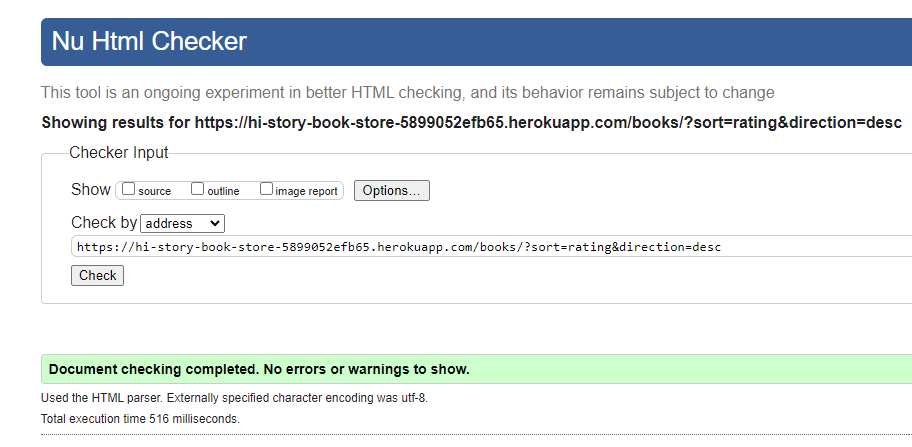 Nu Html Checker
This tool is an ongoing experiment in better HTML checking, and its behavior remains subject to change
Showing results for https://hi-story-book-store-5899052efb65.herokuapp.com/books/?sort=rating&direction=desc
Checker Input
Show source outline image report Options...
Check by address
https://hi-story-book-store-5899052efb65.herokuapp.com/books/?sort=rating&direction=desc
Check
Document checking completed. No errors or warnings to show.
Used the HTML parser. Externally specified character encoding was utf-8.
Total execution time 516 milliseconds.